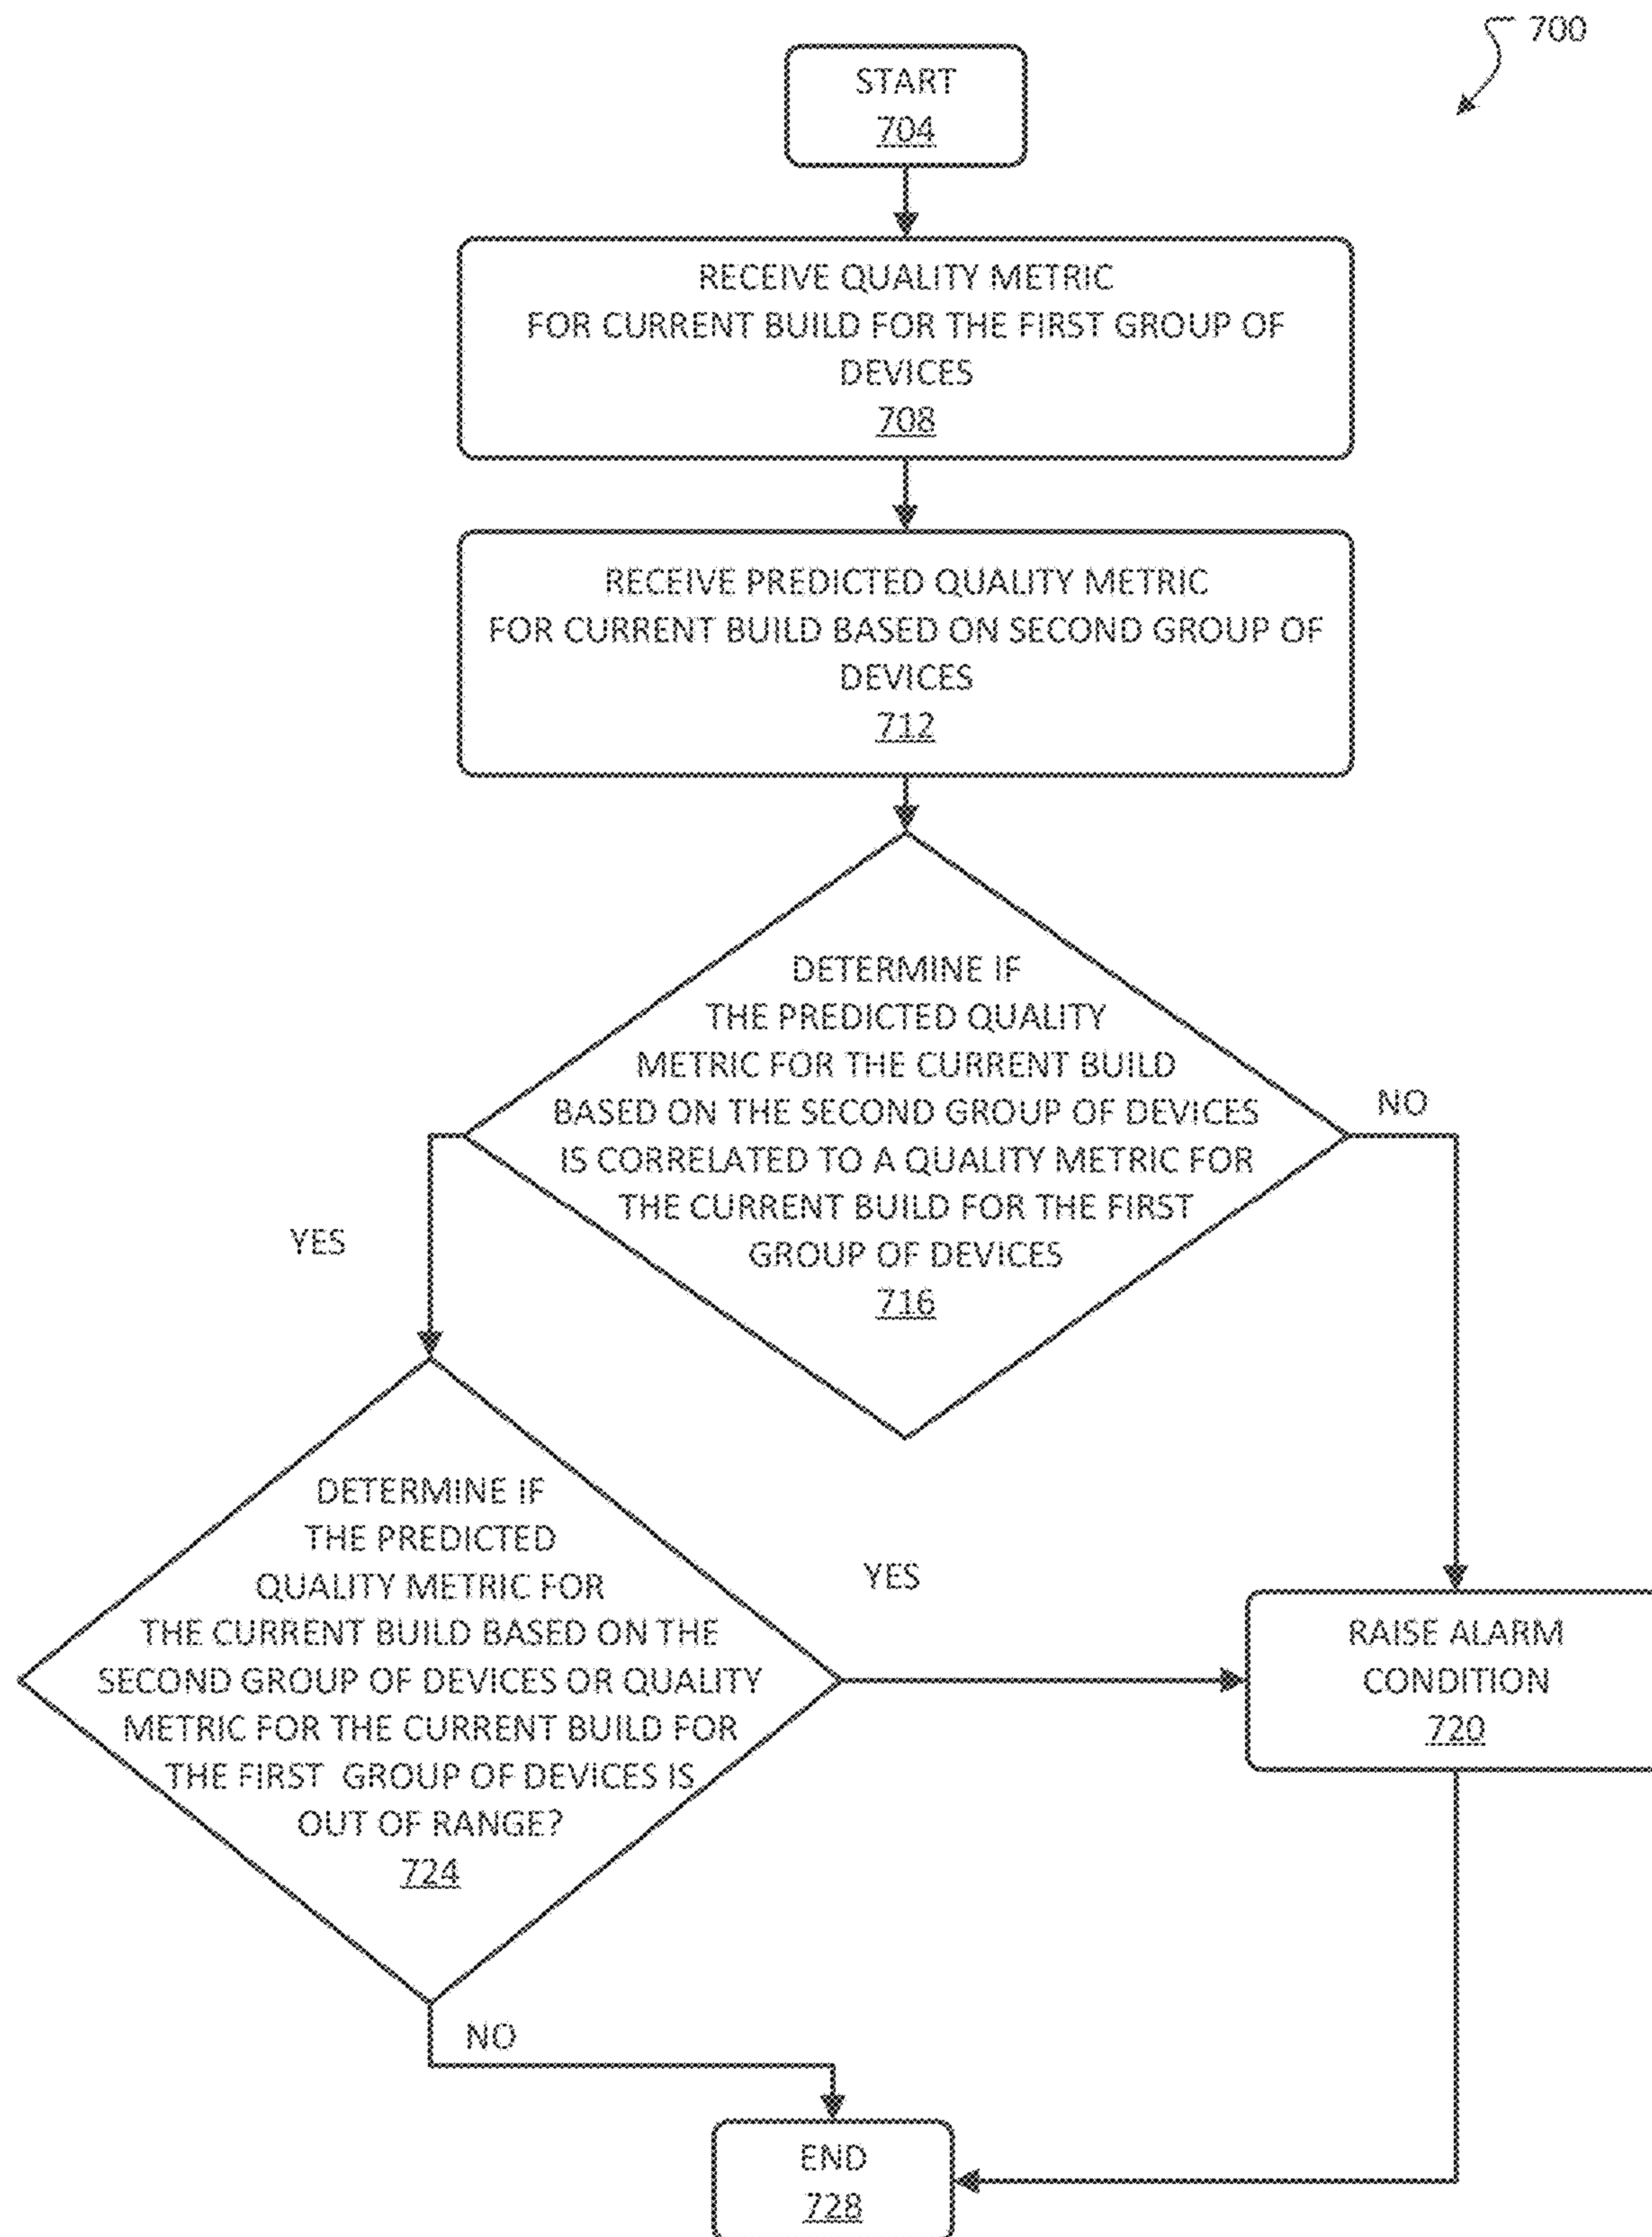 700
START
704
RECEIVE QUALITY METRIC
FOR CURRENT BUILD FOR THE FIRST GROUP OF
DEVICES
708
RECEIVE PREDICTED QUALITY METRIC
FOR CURRENT BUILD BASED ON SECOND GROUP OF
DEVICES
712
DETERMINE IF
THE PREDICTED QUALITY
METRIC FOR THE CURRENT BUILD
BASED ON THE SECOND GROUP OF DEVICES
IS CORRELATED TO A QUALITY METRIC FOR
THE CURRENT BUILD FOR THE FIRST
GROUP OF DEVICES
716
NO
YES
DETERMINE IF
THE PREDICTED
QUALITY METRIC FOR
THE CURRENT BUILD BASED ON THE
SECOND GROUP OF DEVICES OR QUALITY
METRIC FOR THE CURRENT BUILD FOR
THE FIRST GROUP OF DEVICES IS
OUT OF RANGE?
724
YES
RAISE ALARM
CONDITION
720
NO
END
728